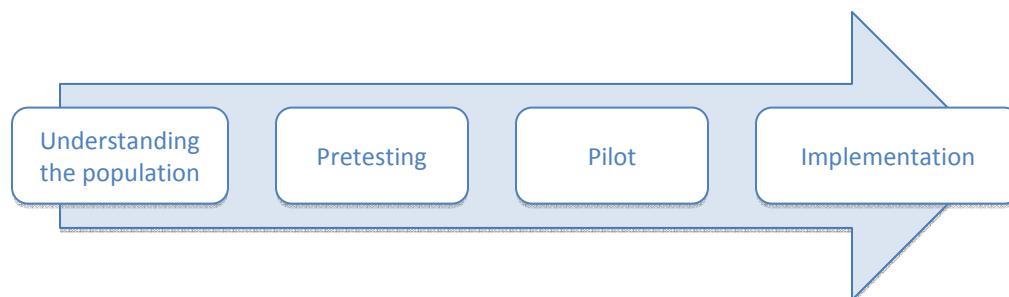 Understanding
the population
Pretesting
Pilot
Implementation